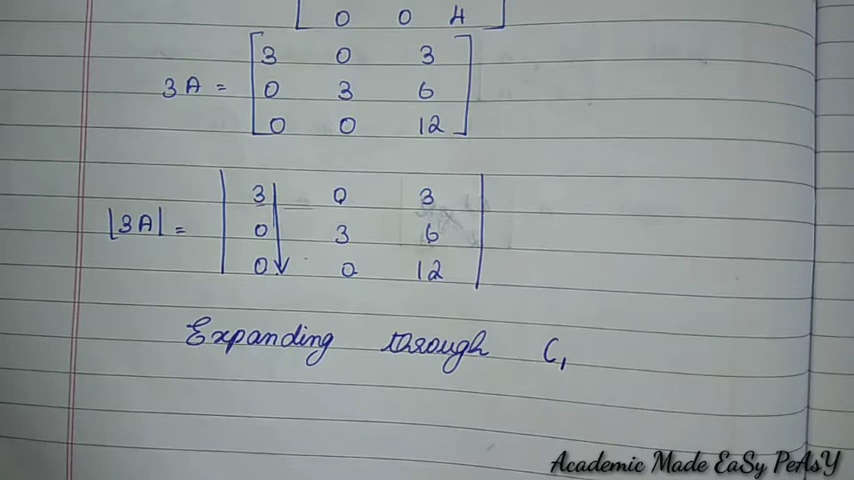 0 0 4
3 0 3
3A = 0 3 6
0 0 12
3 0 3
|3A| = 0 3 6
0 0 12
Expanding through C₁
Academic Made EaSy PeAsY